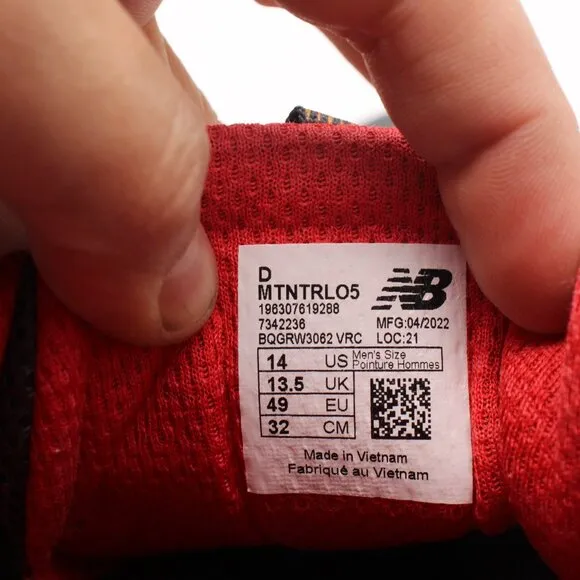 D
MTNTRLO5
NB
196307619288
7342236 MFG:04/2022
BQGRW3062 VRC LOC:21
14 US Men's Size
Pointure Hommes
13.5 UK
49 EU
32 CM
Made in Vietnam
Fabriqué au Vietnam